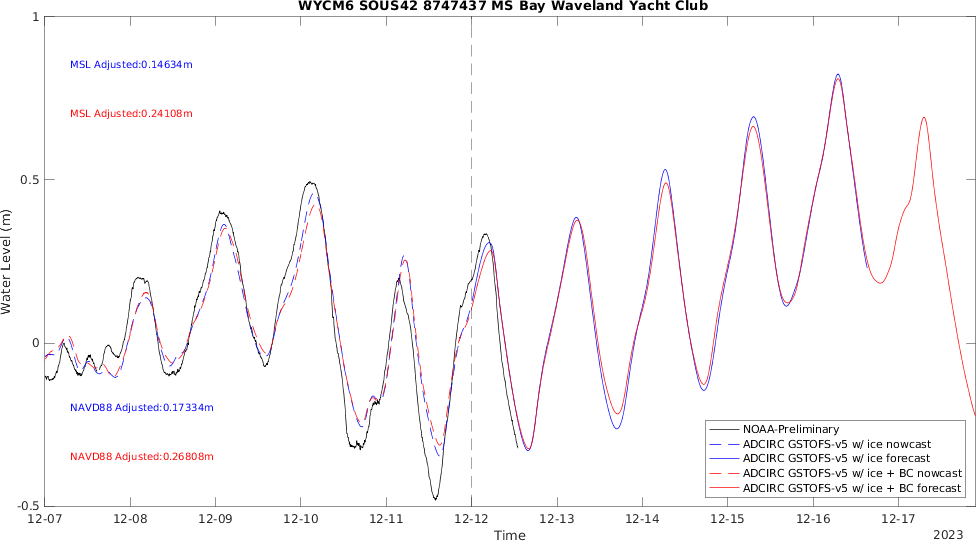 WYCM6 SOUS42 8747437 MS Bay Waveland Yacht Club
1
MSL Adjusted:0.14634m
MSL Adjusted:0.24108m
0.5
Water Level (m)
0
NAVD88 Adjusted:0.17334m
NAVD88 Adjusted:0.26808m
NOAA-Preliminary
ADCIRC GSTOFS-v5 w/ ice nowcast
ADCIRC GSTOFS-v5 w/ ice forecast
ADCIRC GSTOFS-v5 w/ ice + BC nowcast
ADCIRC GSTOFS-v5 w/ ice + BC forecast
-0.5
12-07 12-08 12-09 12-10 12-11 12-12 12-13 12-14 12-15 12-16 12-17
Time
2023